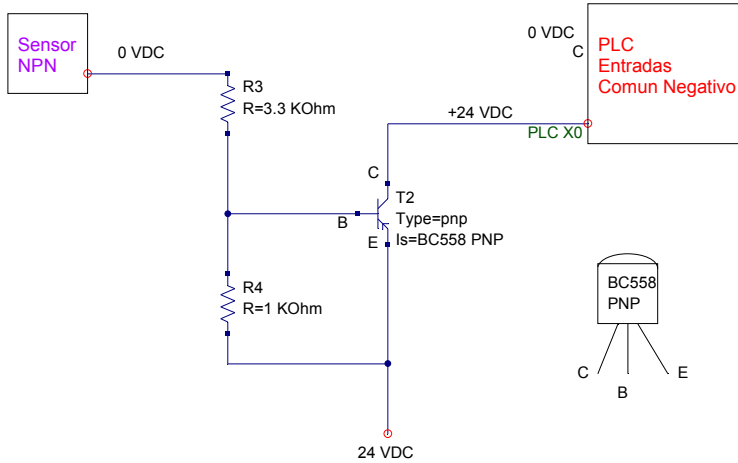 Sensor
NPN
0 VDC
R3
R=3.3 KOhm
0 VDC
C
PLC
Entradas
Comun Negativo
+24 VDC
PLC X0
C
B
E
T2
Type=pnp
Is=BC558 PNP
R4
R=1 KOhm
BC558
PNP
C
B
E
24 VDC